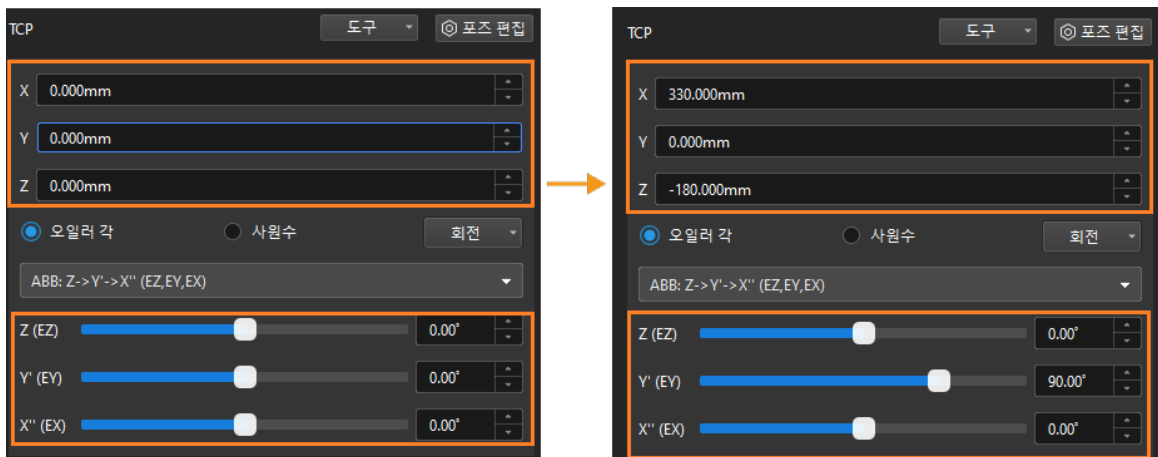 TCP
도구
포즈 편집
X 0.000mm
Y 0.000mm
Z 0.000mm
오일러 각
사원수
회전
ABB: Z->Y'->X'' (EZ,EY,EX)
Z (EZ) 0.00°
Y' (EY) 0.00°
X'' (EX) 0.00°
TCP
도구
포즈 편집
X 330.000mm
Y 0.000mm
Z -180.000mm
오일러 각
사원수
회전
ABB: Z->Y'->X'' (EZ,EY,EX)
Z (EZ) 0.00°
Y' (EY) 90.00°
X'' (EX) 0.00°